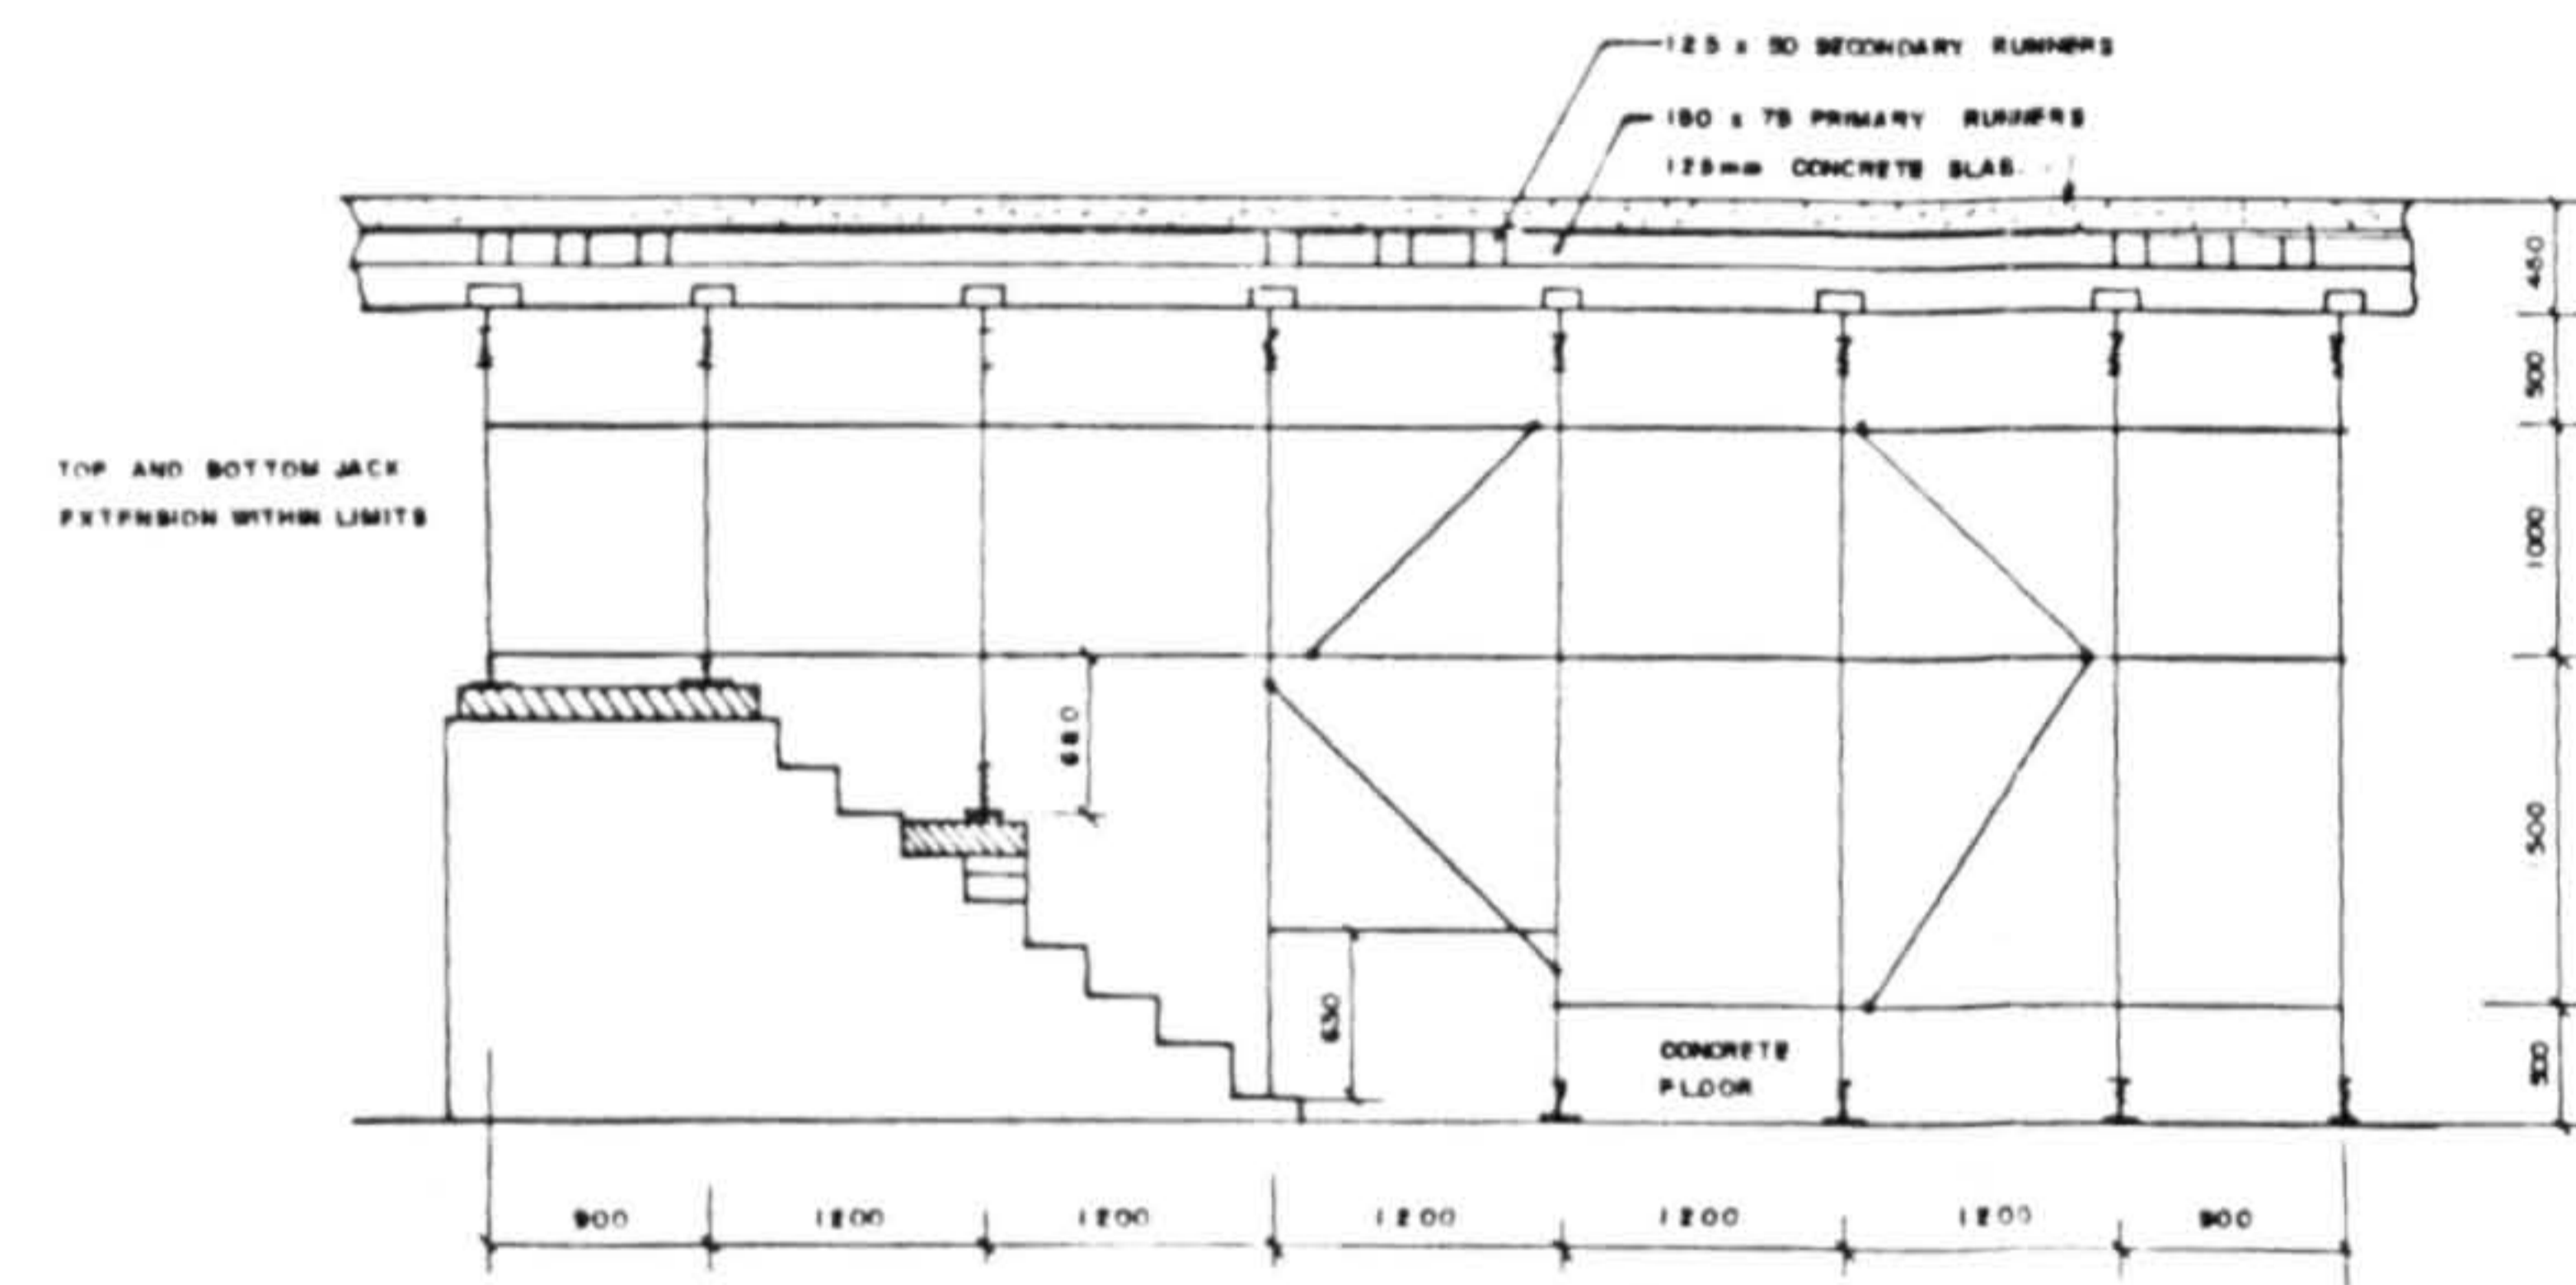 125 x 50 SECONDARY RUNNERS
150 x 75 PRIMARY RUNNERS
125mm CONCRETE SLAB
450
500
TOP AND BOTTOM JACK
EXTENSION WITHIN LIMITS
1000
680
1500
630
CONCRETE
FLOOR
500
900 1200 1200 1200 1200 1200 900